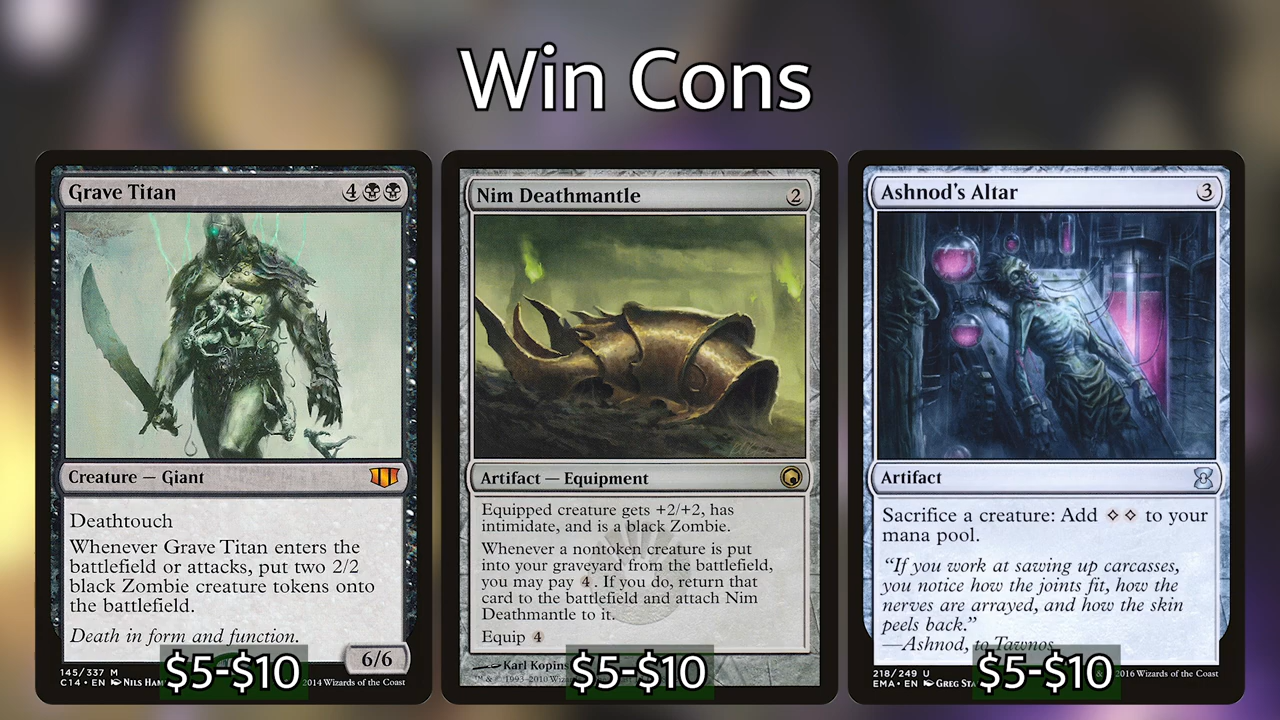 Win Cons
Grave Titan 4
Creature — Giant
Deathtouch
Whenever Grave Titan enters the
battlefield or attacks, put two 2/2
black Zombie creature tokens onto
the battlefield.
Death in form and function.
6/6
145/337 M
C14 • EN NILS
2014 Wizards of the Coast
$5-$10
Nim Deathmantle 2
Artifact — Equipment
Equipped creature gets +2/+2, has
intimidate, and is a black Zombie.
Whenever a nontoken creature is put
into your graveyard from the battlefield,
you may pay 4. If you do, return that
card to the battlefield and attach Nim
Deathmantle to it.
Equip 4
Karl Kopins
™ & © 1993-2010
$5-$10
Ashnod's Altar 3
Artifact
Sacrifice a creature: Add to your
mana pool.
“If you work at sawing up carcasses,
you notice how the joints fit, how the
nerves are arrayed, and how the skin
peels back.”
—Ashnod, to Tawnos
218/249 U
EMA • EN GREG
2016 Wizards of the Coast
$5-$10